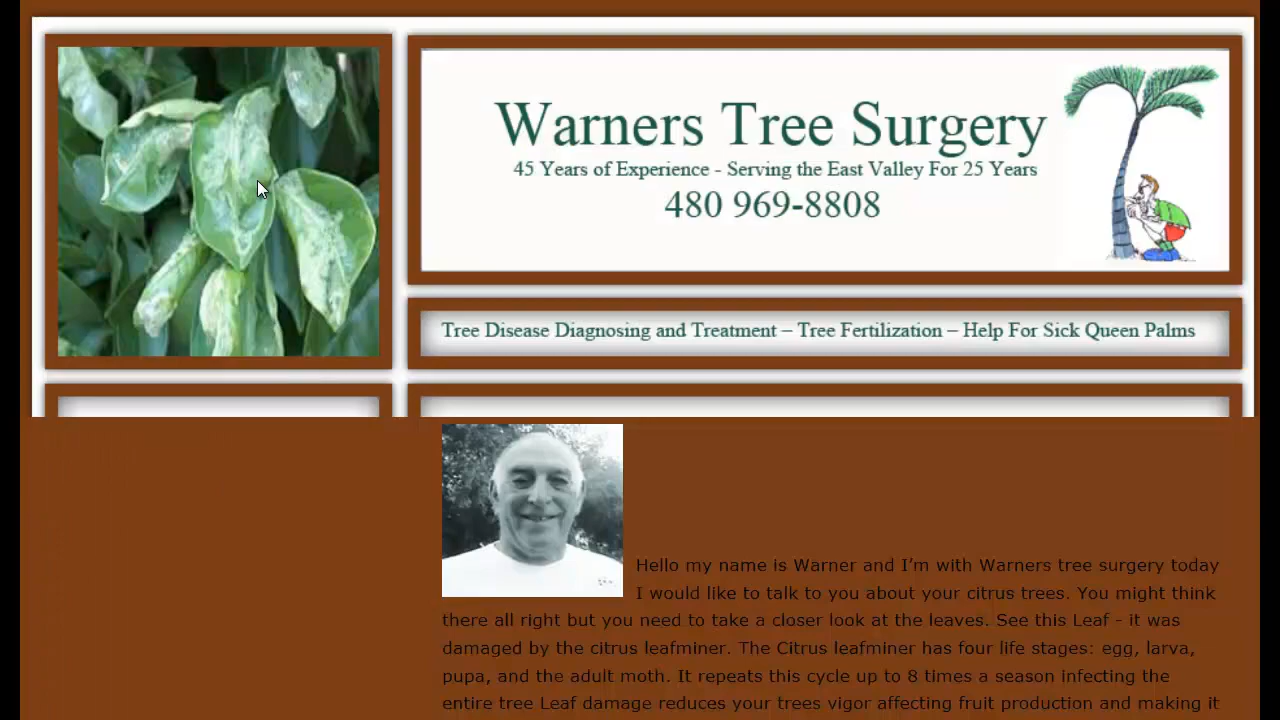 Warners Tree Surgery
45 Years of Experience - Serving the East Valley For 25 Years
480 969-8808
Tree Disease Diagnosing and Treatment – Tree Fertilization – Help For Sick Queen Palms
Hello my name is Warner and I’m with Warners tree surgery today
I would like to talk to you about your citrus trees. You might think
there all right but you need to take a closer look at the leaves. See this Leaf - it was
damaged by the citrus leafminer. The Citrus leafminer has four life stages: egg, larva,
pupa, and the adult moth. It repeats this cycle up to 8 times a season infecting the
entire tree Leaf damage reduces your trees vigor affecting fruit production and making it